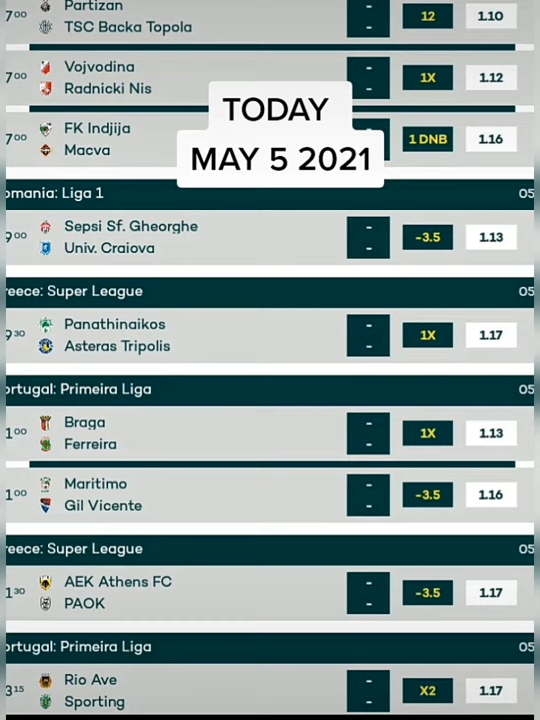 Partizan
7:00 12 1.10
TSC Backa Topola
Vojvodina
7:00 1X 1.12
Radnicki Nis
TODAY
FK Indjija
7:00 1 DNB 1.16
Macva
MAY 5 2021
omania: Liga 1 05
Sepsi Sf. Gheorghe
9:00 -3.5 1.13
Univ. Craiova
reece: Super League 05
Panathinaikos
9:30 1X 1.17
Asteras Tripolis
ortugal: Primeira Liga 05
Braga
1:00 1X 1.13
Ferreira
Maritimo
1:00 -3.5 1.16
Gil Vicente
reece: Super League 05
AEK Athens FC
1:30 -3.5 1.17
PAOK
ortugal: Primeira Liga 05
Rio Ave
3:15 X2 1.17
Sporting